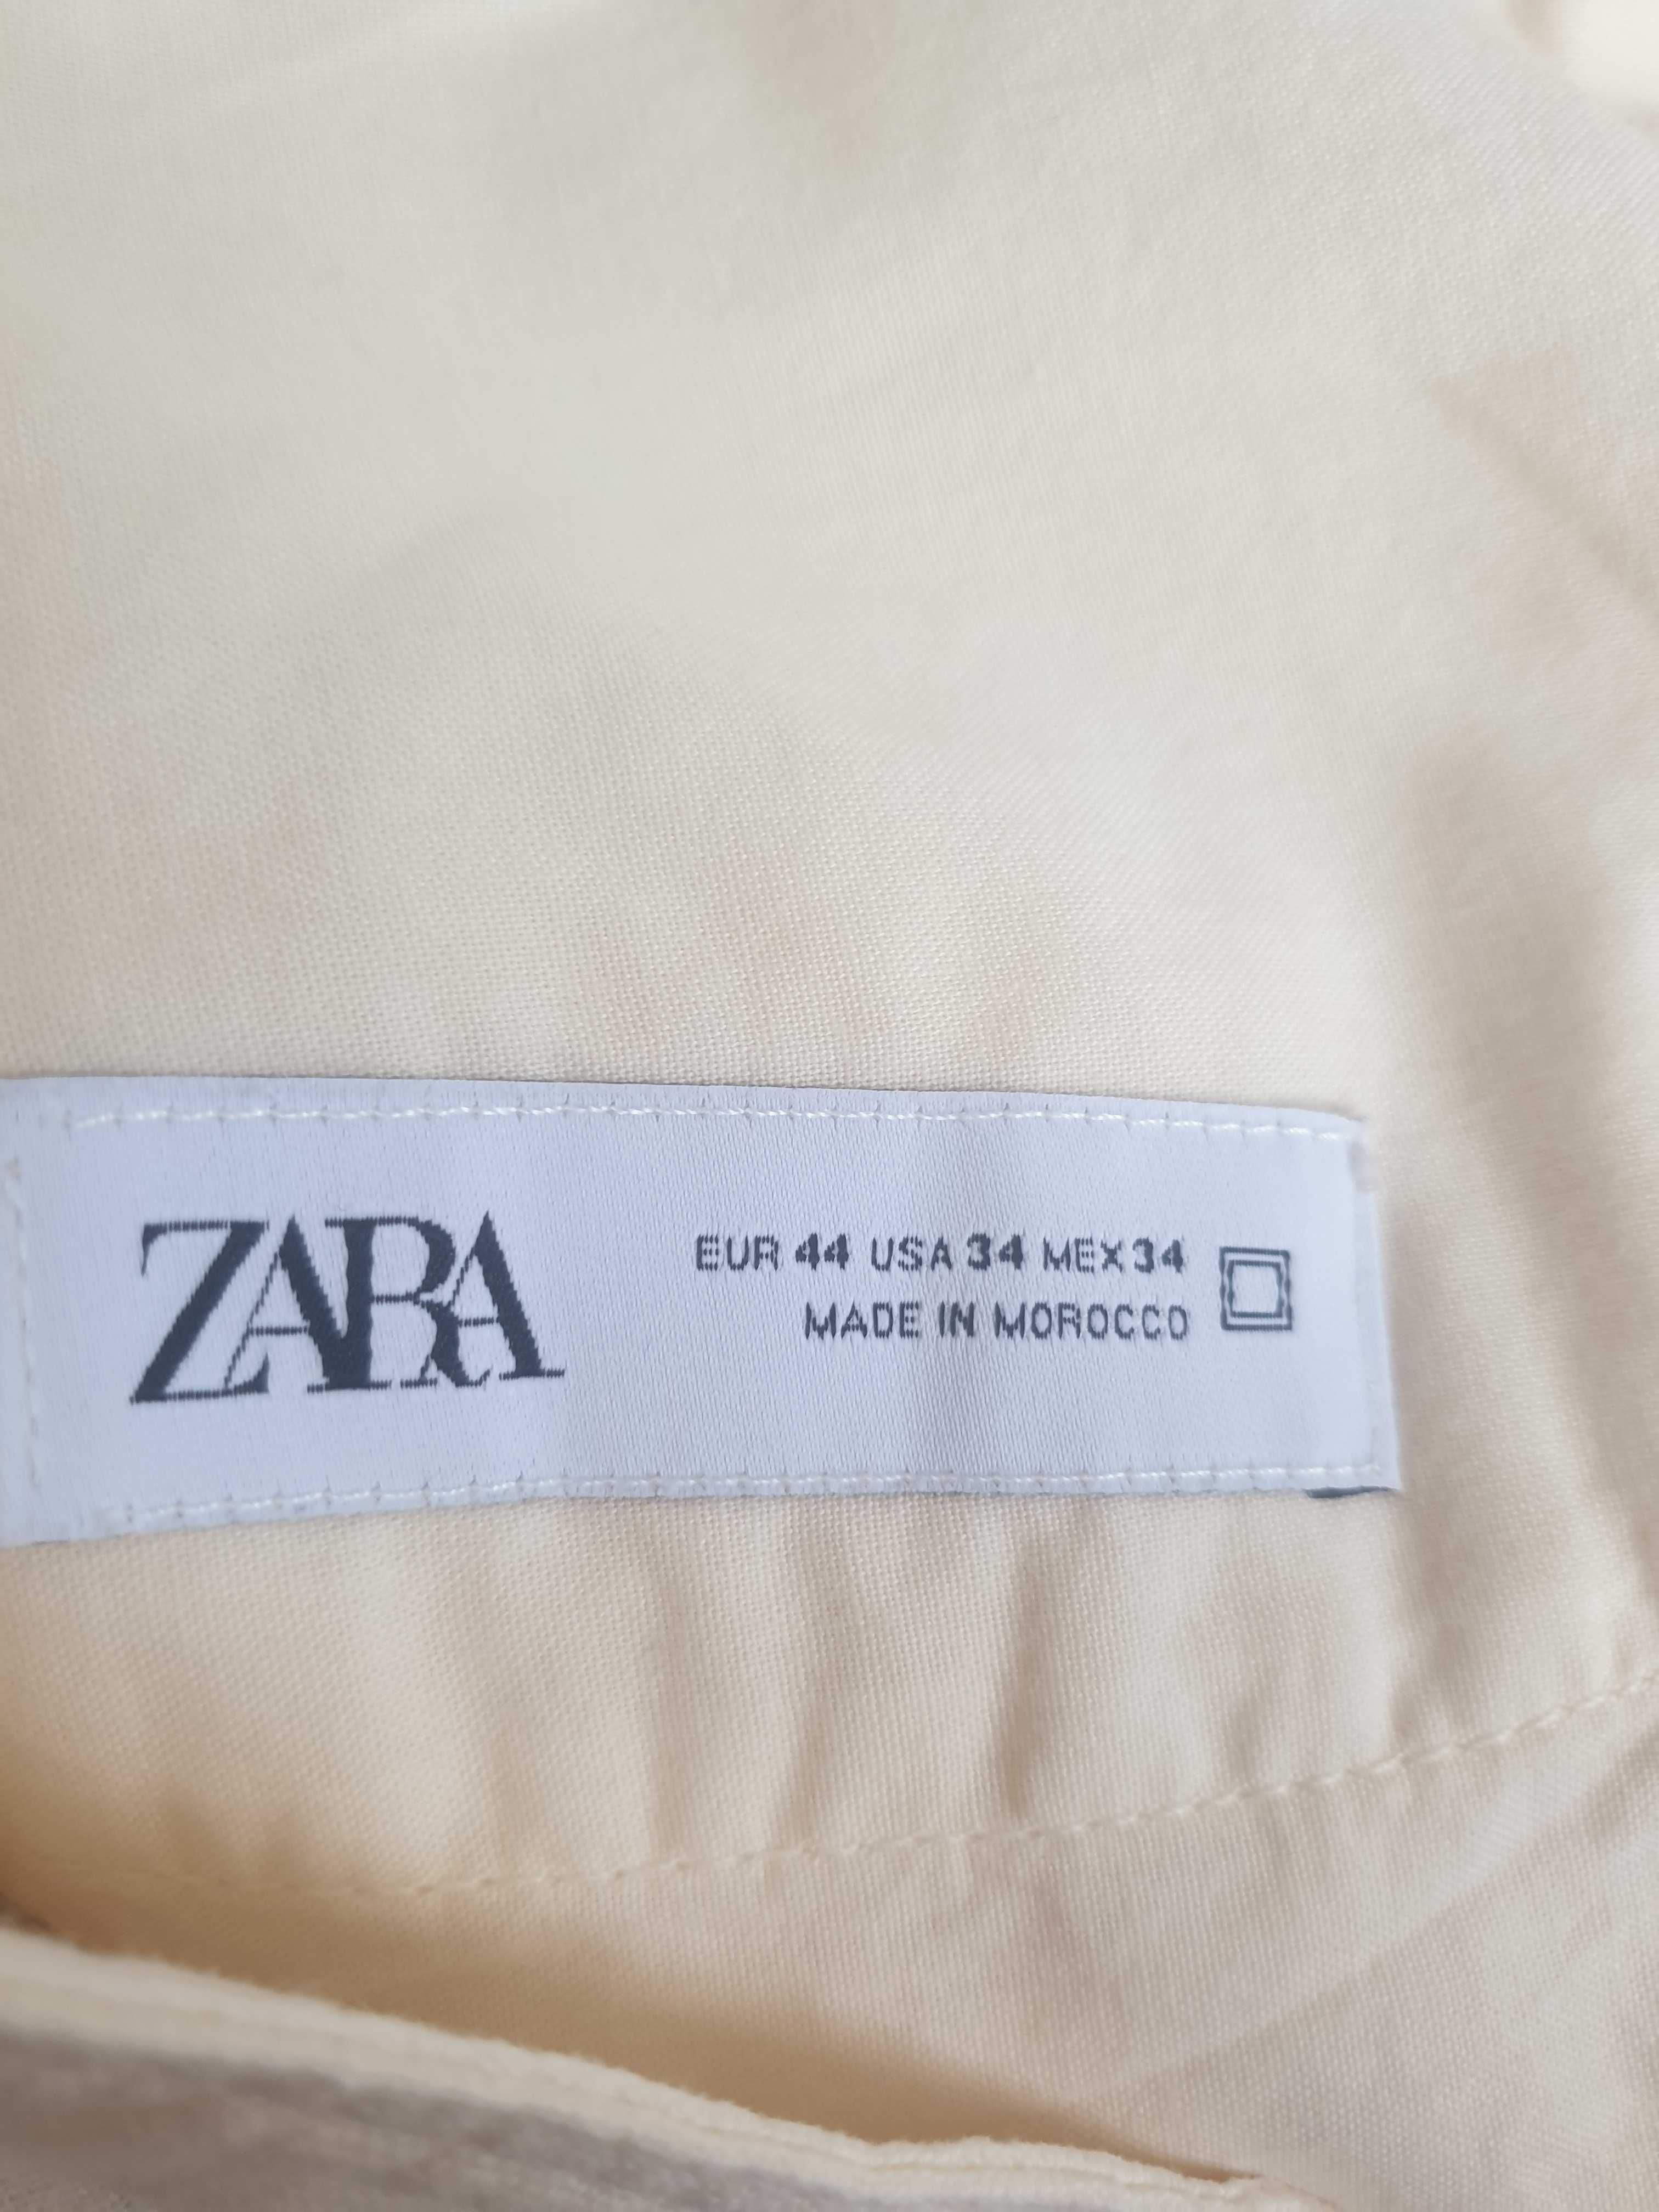 ZARA
EUR 44 USA 34 MEX 34
MADE IN MOROCCO